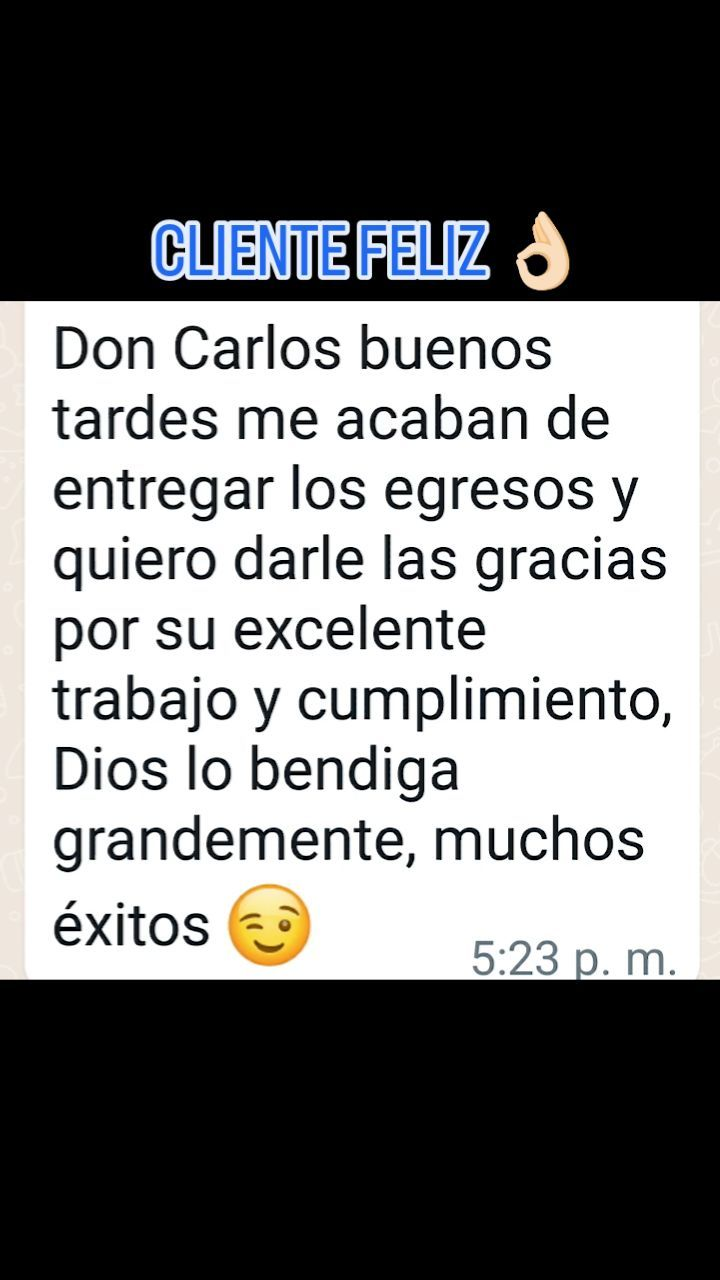 CLIENTE FELIZ 👌🏻
Don Carlos buenos
tardes me acaban de
entregar los egresos y
quiero darle las gracias
por su excelente
trabajo y cumplimiento,
Dios lo bendiga
grandemente, muchos
éxitos 😉
5:23 p. m.